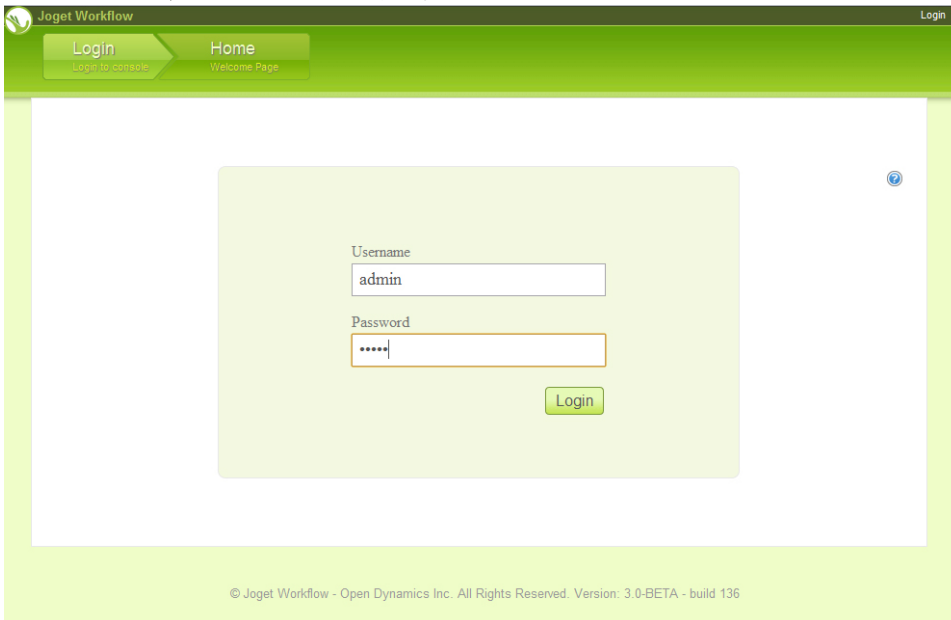 Joget Workflow
Login
Login
Login to console
Home
Welcome Page
Username
admin
Password
•••••
Login
© Joget Workflow - Open Dynamics Inc. All Rights Reserved. Version: 3.0-BETA - build 136